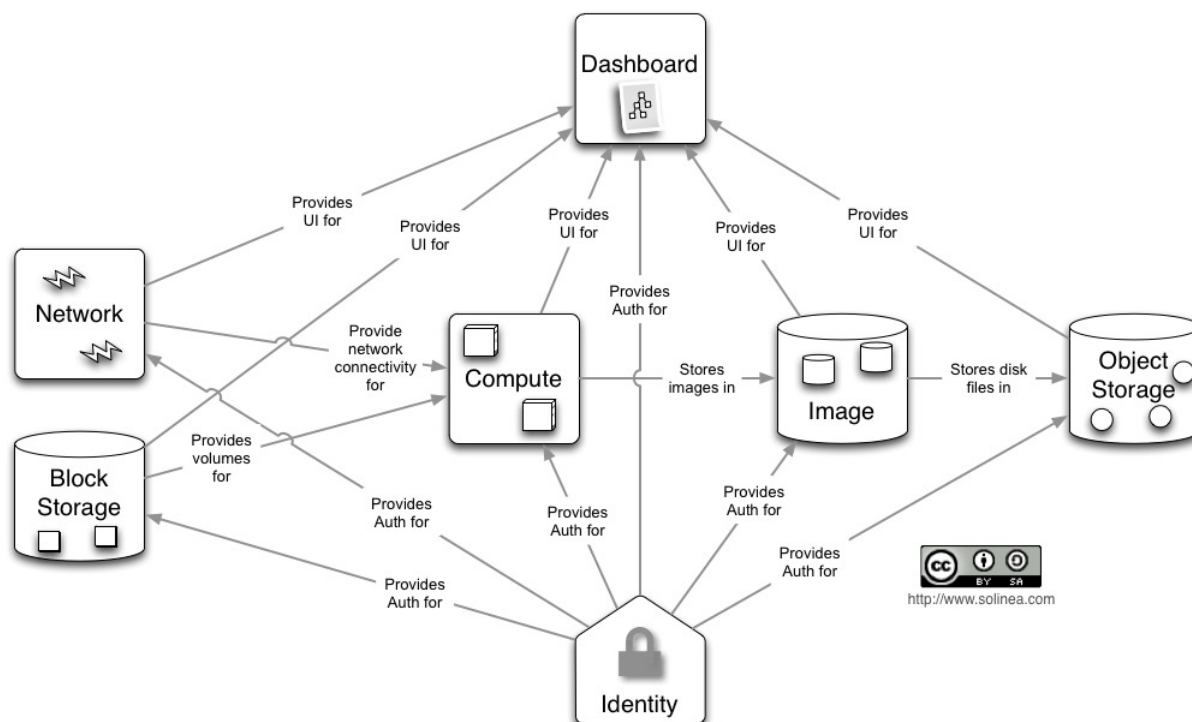 Dashboard
Provides
UI for
Provides
UI for
Provides
UI for
Provides
UI for
Provides
UI for
Provides
Auth for
Network
Provide
network
connectivity
for
Compute
Stores
images in
Image
Stores disk
files in
Object
Storage
Block
Storage
Provides
volumes
for
Provides
Auth for
Provides
Auth for
Provides
Auth for
Provides
Auth for
Provides
Auth for
cc
BY SA
http://www.solinea.com
Identity